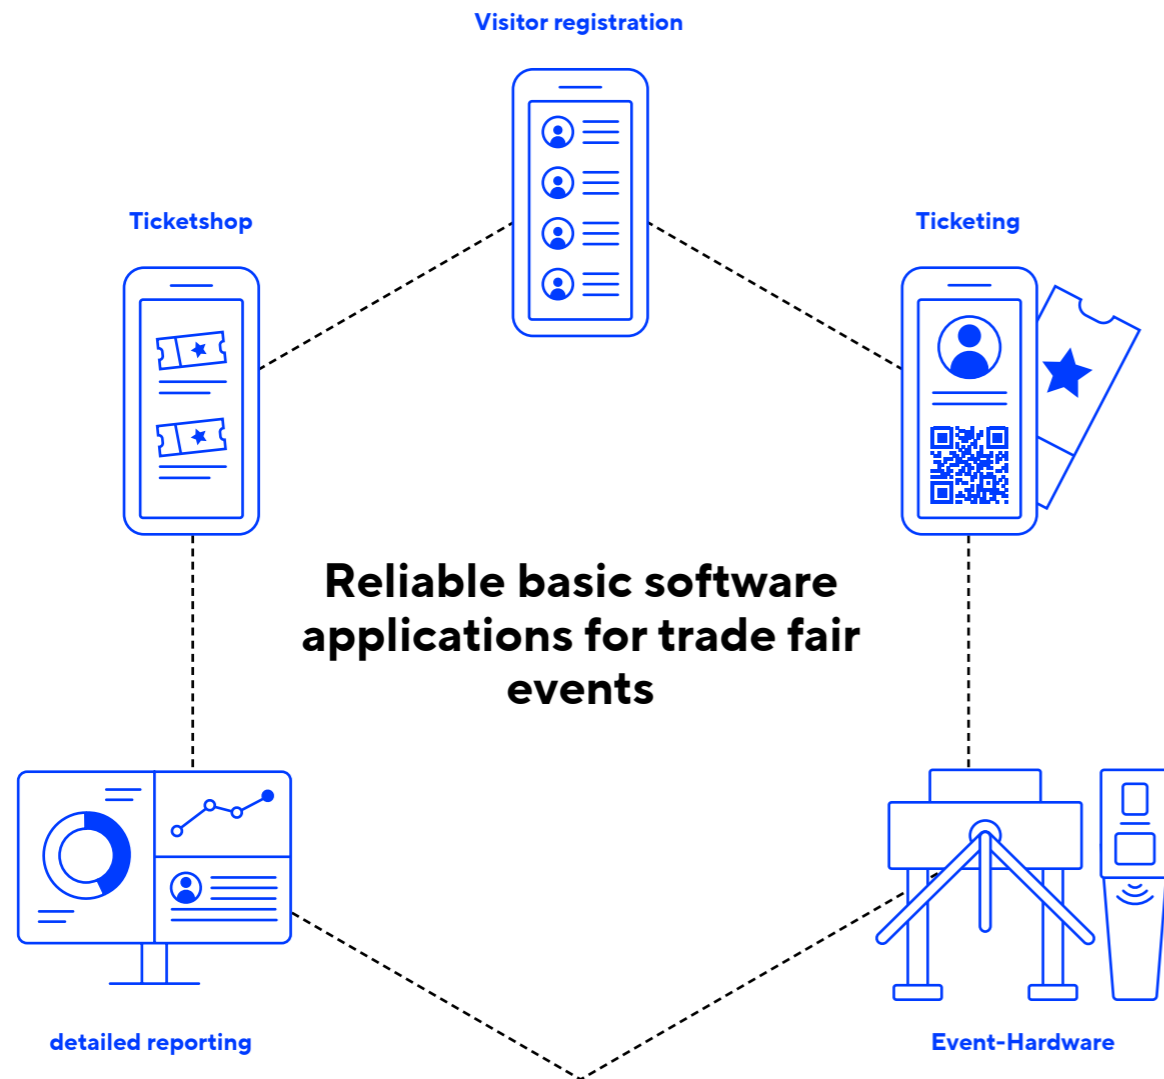 Visitor registration
Ticketshop
Ticketing
Reliable basic software
applications for trade fair
events
detailed reporting
Event-Hardware